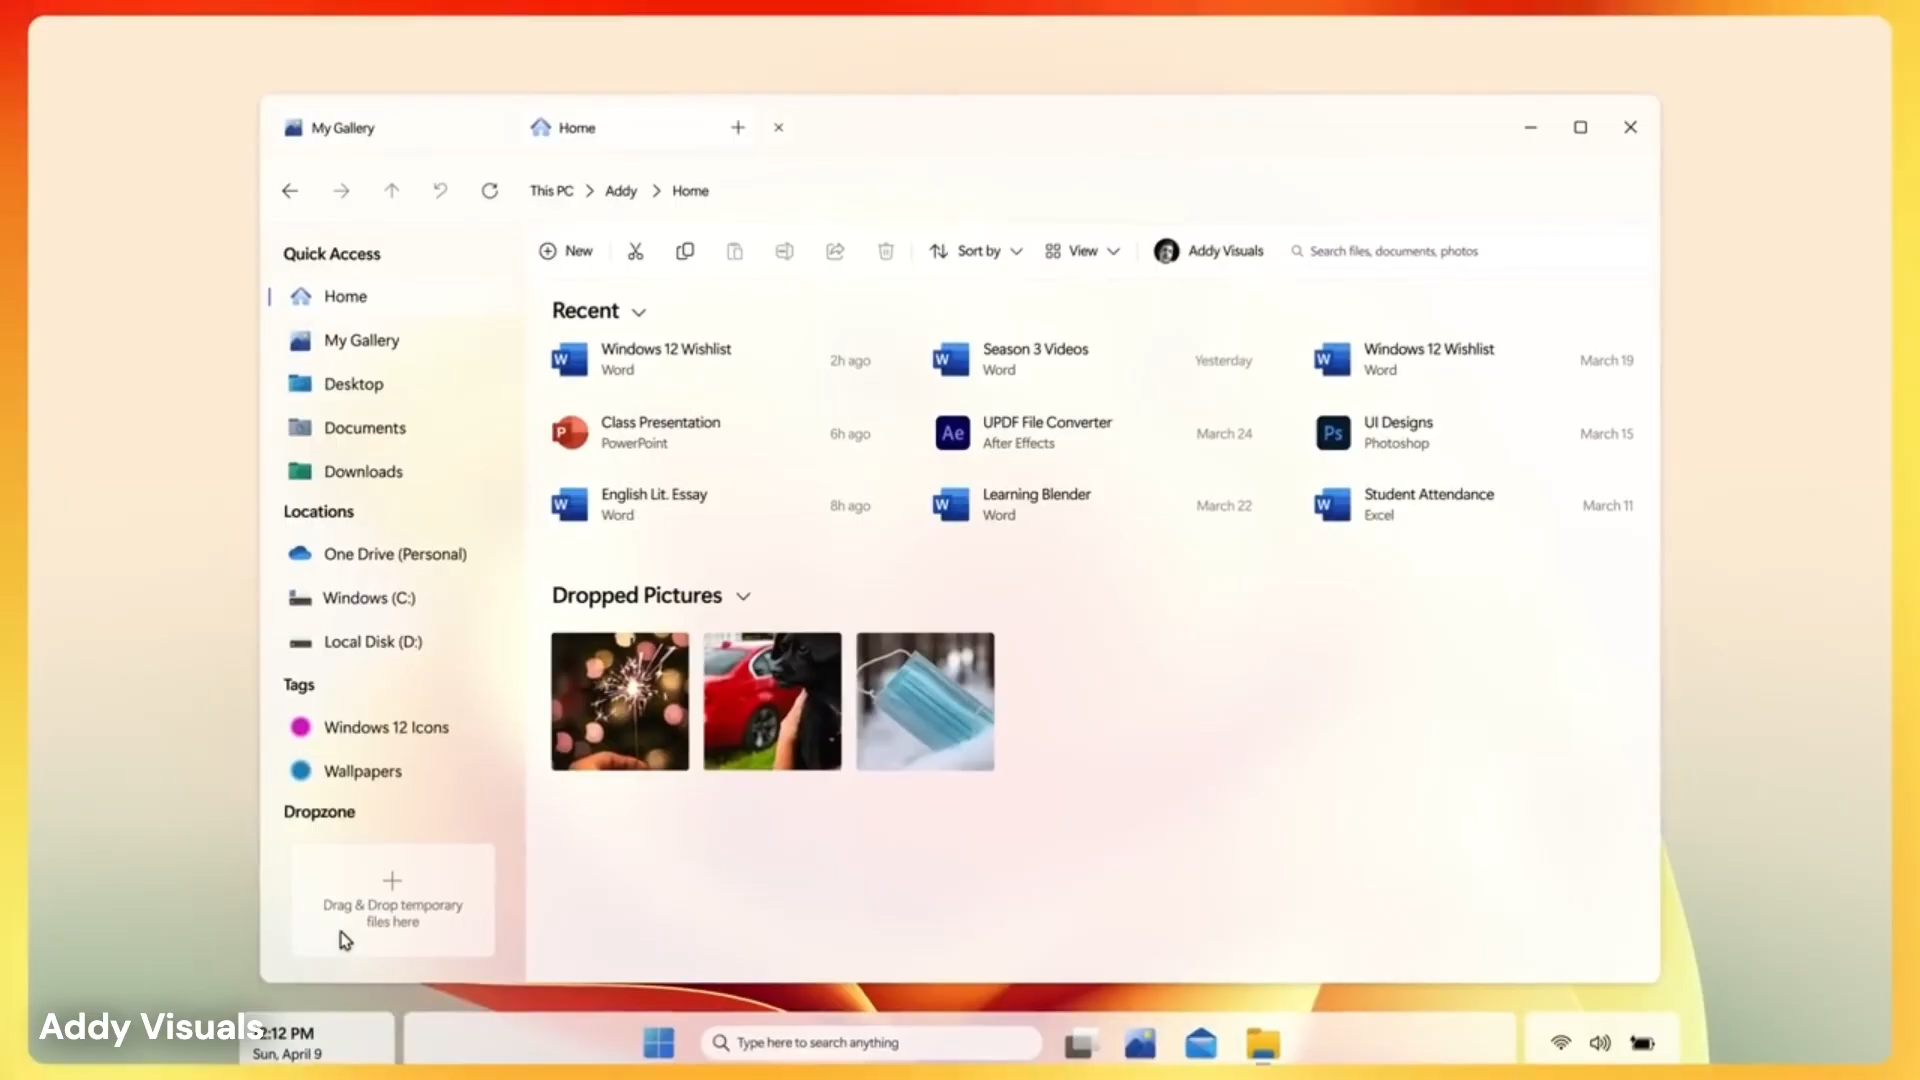 My Gallery
Home
This PC > Addy > Home
Quick Access
Home
My Gallery
Desktop
Documents
Downloads
Locations
One Drive (Personal)
Windows (C:)
Local Disk (D:)
Tags
Windows 12 Icons
Wallpapers
Dropzone
Drag & Drop temporary
files here
New
Sort by
View
Addy Visuals
Search files, documents, photos
Recent
W
Windows 12 Wishlist
Word
2h ago
W
Season 3 Videos
Word
Yesterday
W
Windows 12 Wishlist
Word
March 19
P
Class Presentation
PowerPoint
6h ago
Ae
UPDF File Converter
After Effects
March 24
Ps
UI Designs
Photoshop
March 15
W
English Lit. Essay
Word
8h ago
W
Learning Blender
Word
March 22
W
Student Attendance
Excel
March 11
Dropped Pictures
Addy Visuals
2:12 PM
Sun, April 9
Type here to search anything